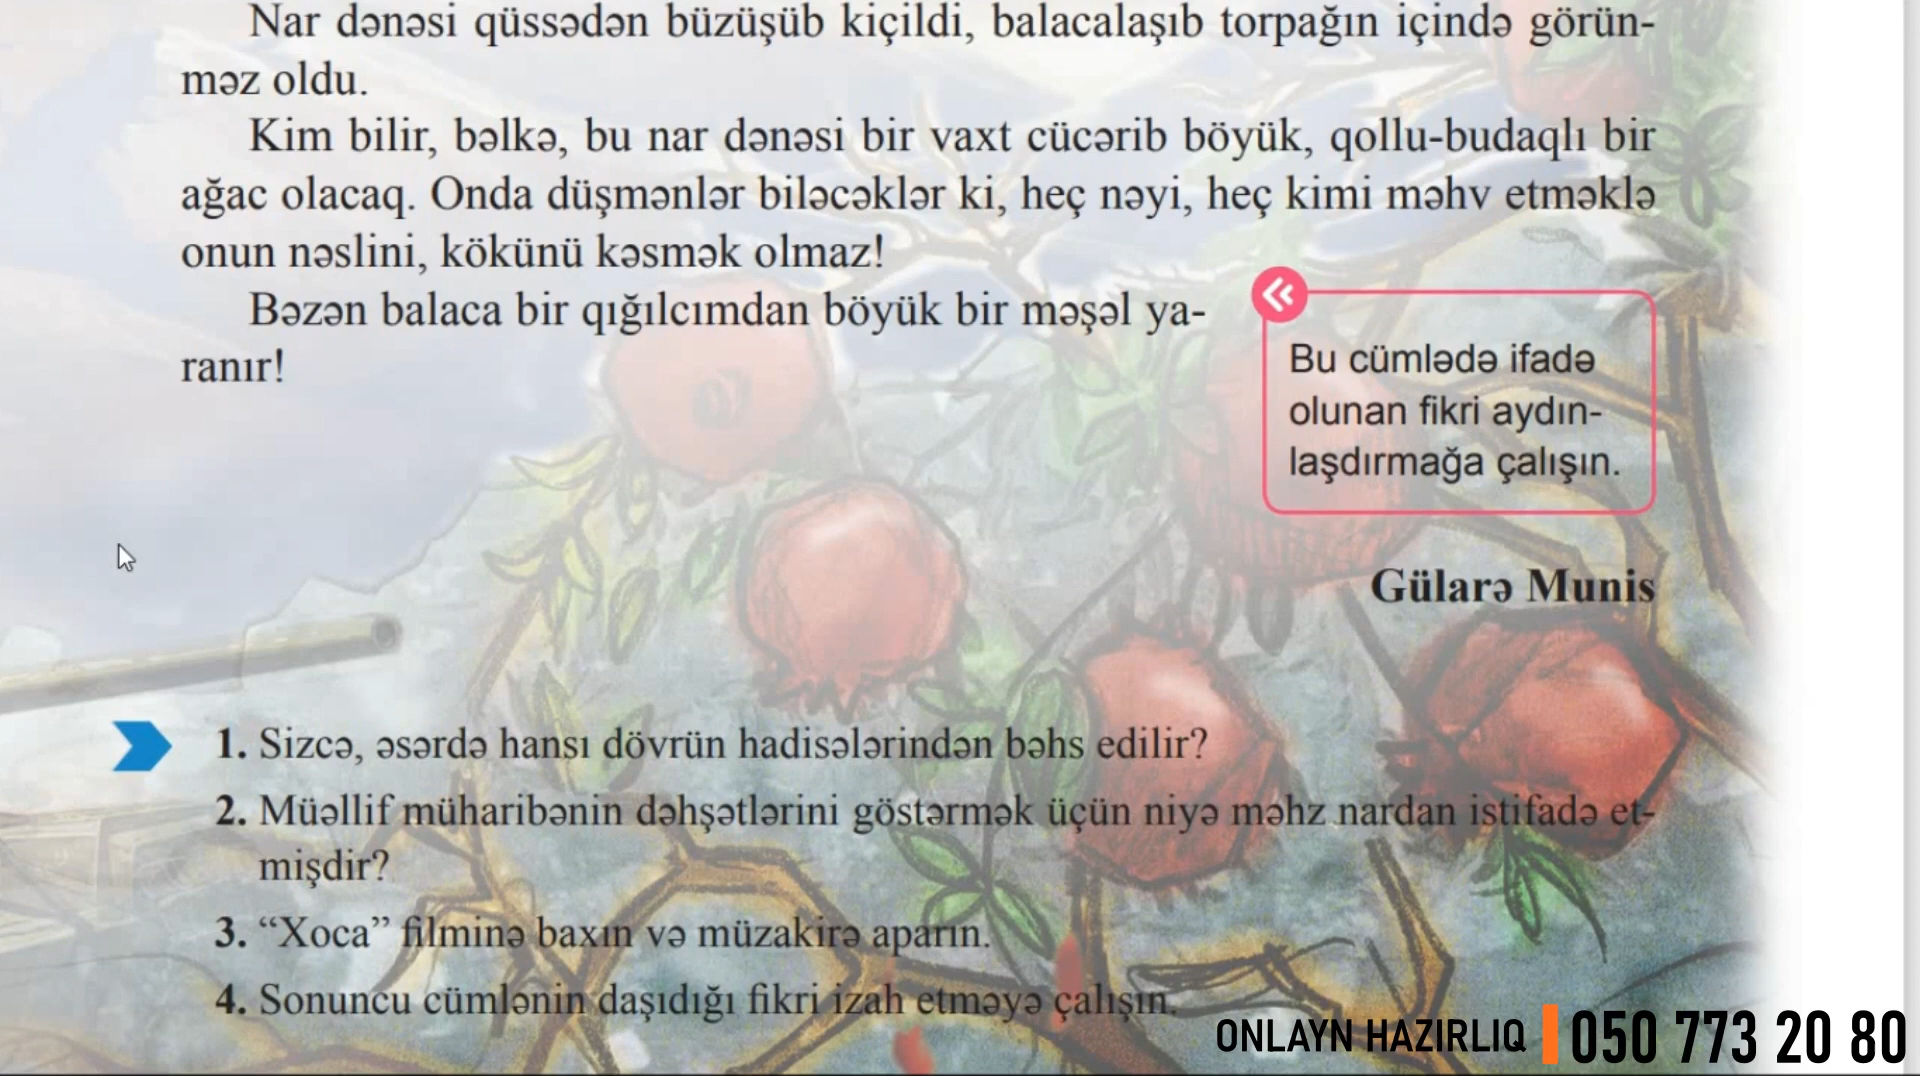 Nar dənəsi qüssədən büzüşüb kiçildi, balacalaşıb torpağın içində görün-
məz oldu.
Kim bilir, bəlkə, bu nar dənəsi bir vaxt cücərib böyük, qollu-budaqlı bir
ağac olacaq. Onda düşmənlər biləcəklər ki, heç nəyi, heç kimi məhv etməklə
onun nəslini, kökünü kəsmək olmaz!
Bəzən balaca bir qığılcımdan böyük bir məşəl ya-
ranır!
Bu cümlədə ifadə
olunan fikri aydın-
laşdırmağa çalışın.
Gülarə Munis
1. Sizcə, əsərdə hansı dövrün hadisələrindən bəhs edilir?
2. Müəllif müharibənin dəhşətlərini göstərmək üçün niyə məhz nardan istifadə et-
mişdir?
3. “Xoca” filminə baxın və müzakirə aparın.
4. Sonuncu cümlənin daşıdığı fikri izah etməyə çalışın.
ONLAYN HAZIRLIQ 050 773 20 80